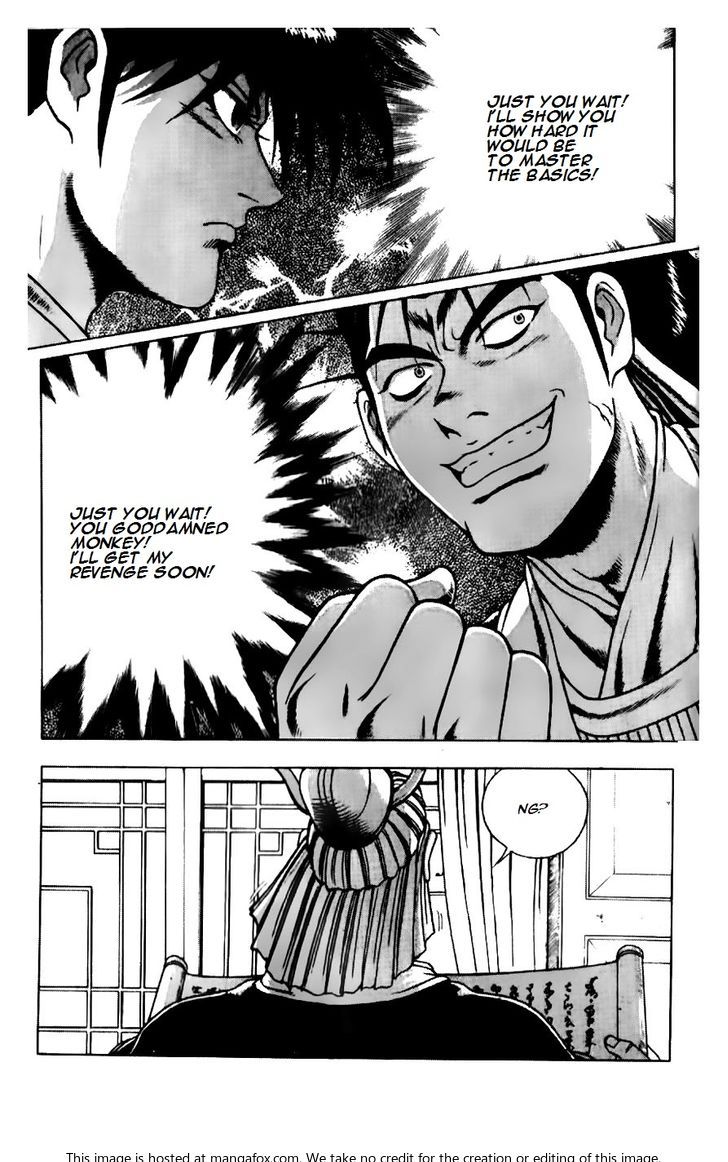 JUST YOU WAIT!
I'LL SHOW YOU
HOW HARD IT
WOULD BE
TO MASTER
THE BASICS!
JUST YOU WAIT!
YOU GODDAMNED
MONKEY!
I'LL GET MY
REVENGE SOON!
NG?
This image is hosted at mangafox.com. We take no credit for the creation or editing of this image.